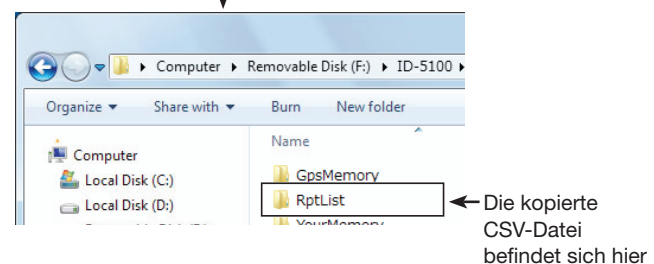 Computer Removable Disk (F:) ID-5100
Organize Share with Burn New folder
Name
Computer
GpsMemory
Local Disk (C:)
RptList
Local Disk (D:)
YourMemory
Die kopierte
CSV-Datei
befindet sich hier